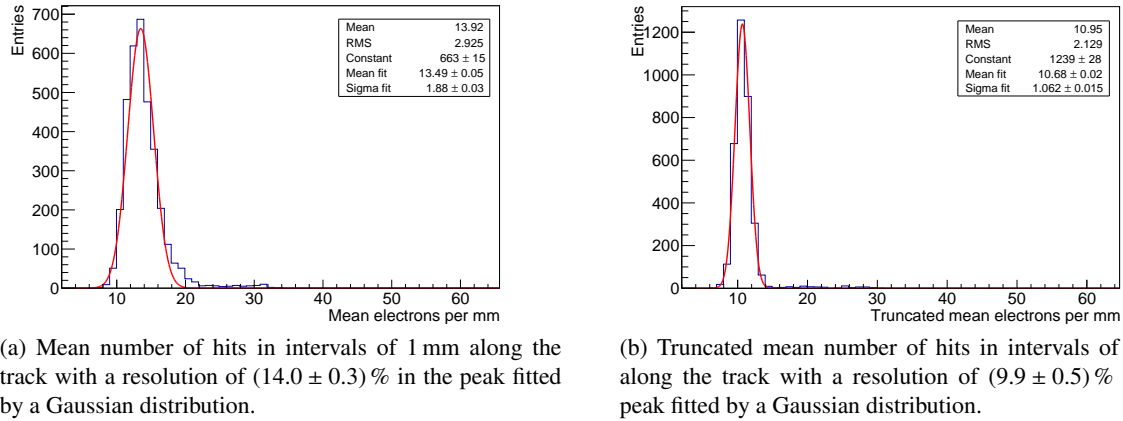 Entries
700
600
500
400
300
200
100
0
10 20 30 40 50 60
Mean electrons per mm
Mean 13.92
RMS 2.925
Constant 663 ± 15
Mean fit 13.49 ± 0.05
Sigma fit 1.88 ± 0.03
(a) Mean number of hits in intervals of 1 mm along the
track with a resolution of (14.0 ± 0.3) % in the peak fitted
by a Gaussian distribution.
Entries
1200
1000
800
600
400
200
0
10 20 30 40 50 60
Truncated mean electrons per mm
Mean 10.95
RMS 2.129
Constant 1239 ± 28
Mean fit 10.68 ± 0.02
Sigma fit 1.062 ± 0.015
(b) Truncated mean number of hits in intervals of
along the track with a resolution of (9.9 ± 0.5) %
peak fitted by a Gaussian distribution.